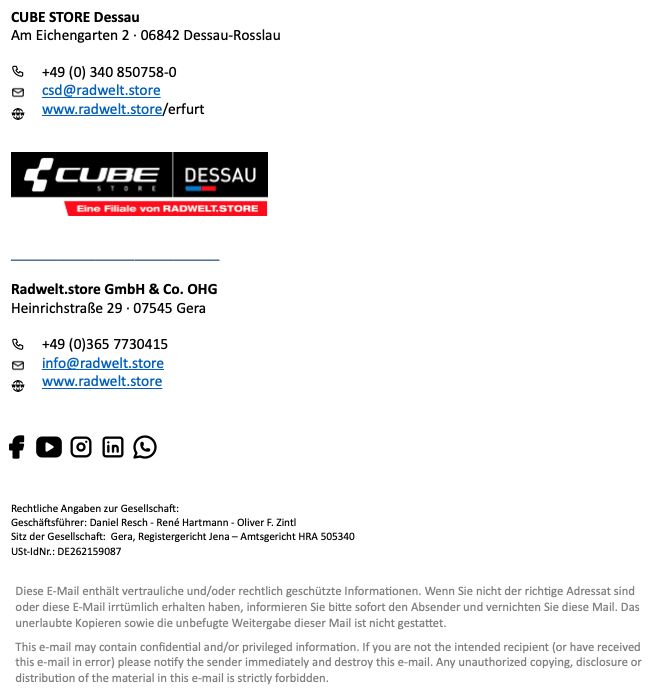 CUBE STORE Dessau
Am Eichengarten 2 · 06842 Dessau-Rosslau
+49 (0) 340 850758-0
csd@radwelt.store
www.radwelt.store/erfurt
CUBE STORE DESSAU
Eine Filiale von RADWELT.STORE
Radwelt.store GmbH & Co. OHG
Heinrichstraße 29 · 07545 Gera
+49 (0)365 7730415
info@radwelt.store
www.radwelt.store
Rechtliche Angaben zur Gesellschaft:
Geschäftsführer: Daniel Resch - René Hartmann - Oliver F. Zintl
Sitz der Gesellschaft: Gera, Registergericht Jena – Amtsgericht HRA 505340
USt-IdNr.: DE262159087
Diese E-Mail enthält vertrauliche und/oder rechtlich geschützte Informationen. Wenn Sie nicht der richtige Adressat sind
oder diese E-Mail irrtümlich erhalten haben, informieren Sie bitte sofort den Absender und vernichten Sie diese Mail. Das
unerlaubte Kopieren sowie die unbefugte Weitergabe dieser Mail ist nicht gestattet.
This e-mail may contain confidential and/or privileged information. If you are not the intended recipient (or have received
this e-mail in error) please notify the sender immediately and destroy this e-mail. Any unauthorized copying, disclosure or
distribution of the material in this e-mail is strictly forbidden.